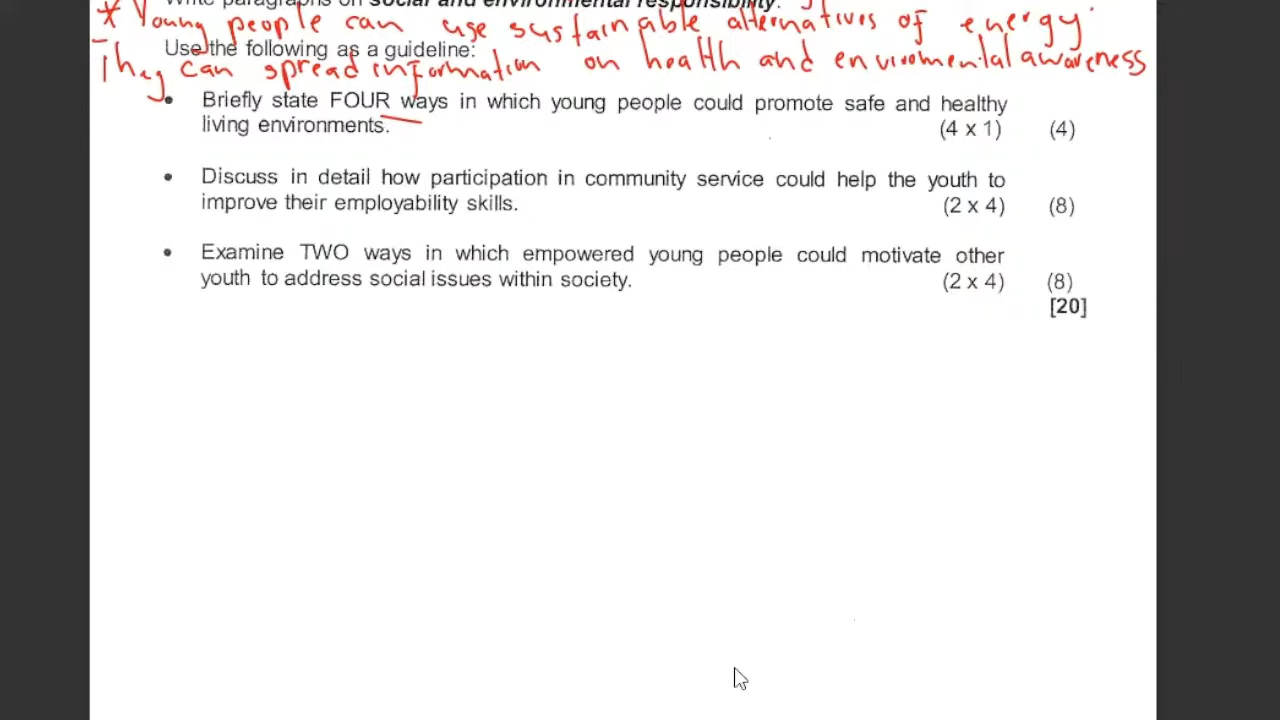 Write paragraphs on social and environmental responsibility.
* Young people can use sustainable alternatives of energy.
Use the following as a guideline:
They can spread information on health and enviromental awareness
• Briefly state FOUR ways in which young people could promote safe and healthy
living environments. (4 x 1) (4)
• Discuss in detail how participation in community service could help the youth to
improve their employability skills. (2 x 4) (8)
• Examine TWO ways in which empowered young people could motivate other
youth to address social issues within society. (2 x 4) (8)
[20]